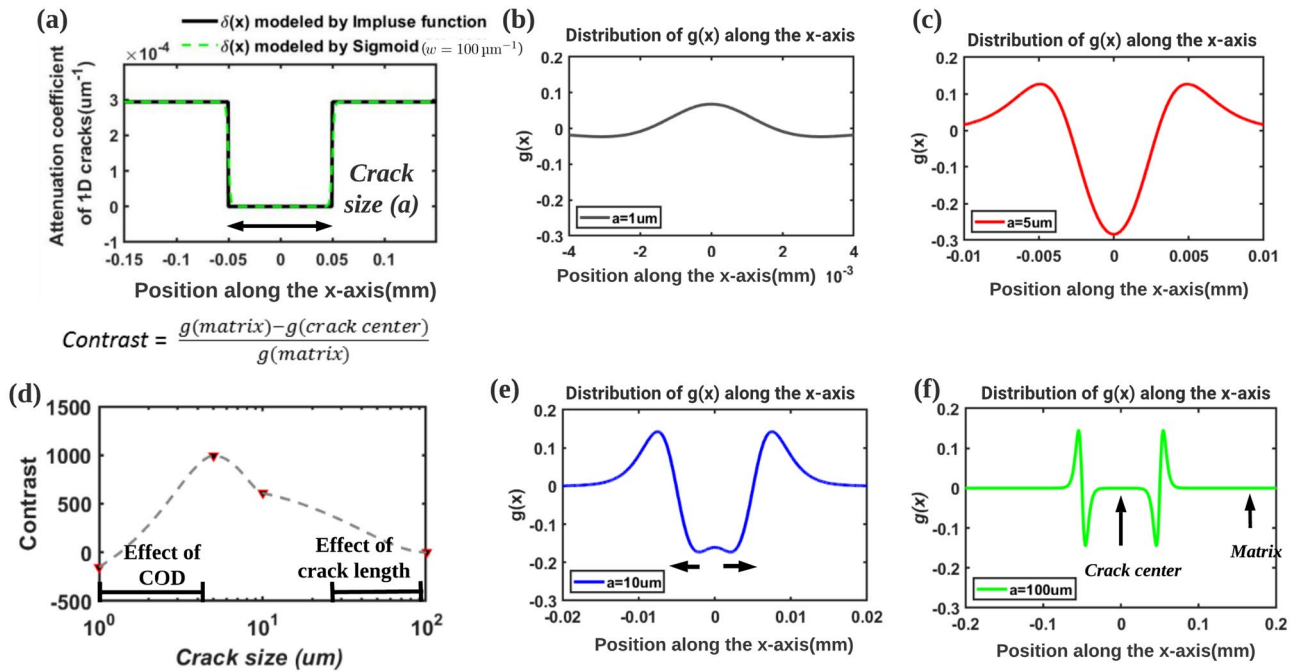 (a)
δ(x) modeled by Impluse function
δ(x) modeled by Sigmoid (w = 100 μm⁻¹)
×10⁻⁴
Attenuation coefficient
of 1D cracks(um⁻¹)
3
2
1
0
-1
-0.15
-0.1
-0.05
0
0.05
0.1
Crack
size (a)
Position along the x-axis(mm)
Contrast = g(matrix)−g(crack center)
g(matrix)
(b)
Distribution of g(x) along the x-axis
g(x)
0.2
0.1
0
-0.1
-0.2
-0.3
a=1um
-4
-2
0
2
4
Position along the x-axis(mm) 10⁻³
(c)
Distribution of g(x) along the x-axis
g(x)
0.2
0.1
0
-0.1
-0.2
-0.3
a=5um
-0.01
-0.005
0
0.005
0.01
Position along the x-axis(mm)
(d)
Contrast
1500
1000
500
0
-500
Effect of
COD
Effect of
crack length
10⁰
10¹
10²
Crack size (um)
(e)
Distribution of g(x) along the x-axis
g(x)
0.2
0.1
0
-0.1
-0.2
-0.3
a=10um
-0.02
-0.01
0
0.01
0.02
Position along the x-axis(mm)
(f)
Distribution of g(x) along the x-axis
g(x)
0.2
0.1
0
-0.1
-0.2
-0.3
Crack center
Matrix
a=100um
-0.2
-0.1
0
0.1
0.2
Position along the x-axis(mm)